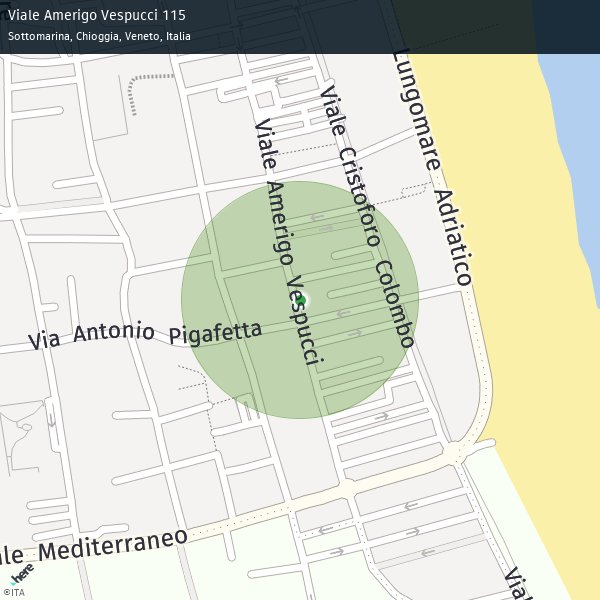 Viale Amerigo Vespucci 115
Sottomarina, Chioggia, Veneto, Italia
Lungomare Adriatico
Viale Cristoforo Colombo
Viale Amerigo Vespucci
Via Antonio Pigafetta
ale Mediterraneo
Via
here
©ITA